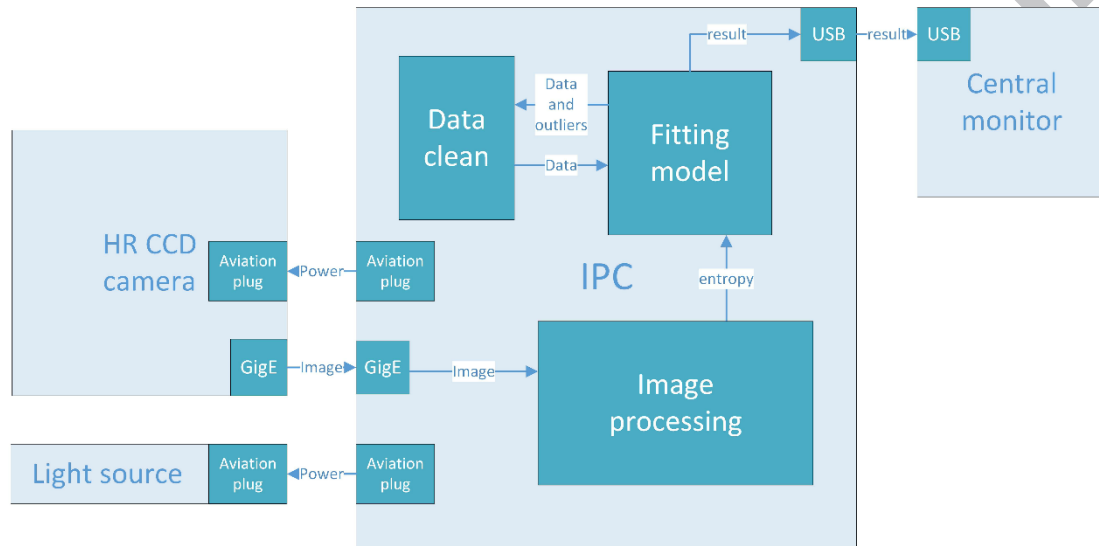 result
USB
result
USB
Central
monitor
Data
clean
Data
and
outliers
Data
Fitting
model
HR CCD
camera
Aviation
plug
Power
Aviation
plug
IPC
entropy
GigE
Image
GigE
Image
Image
processing
Light source
Aviation
plug
Power
Aviation
plug